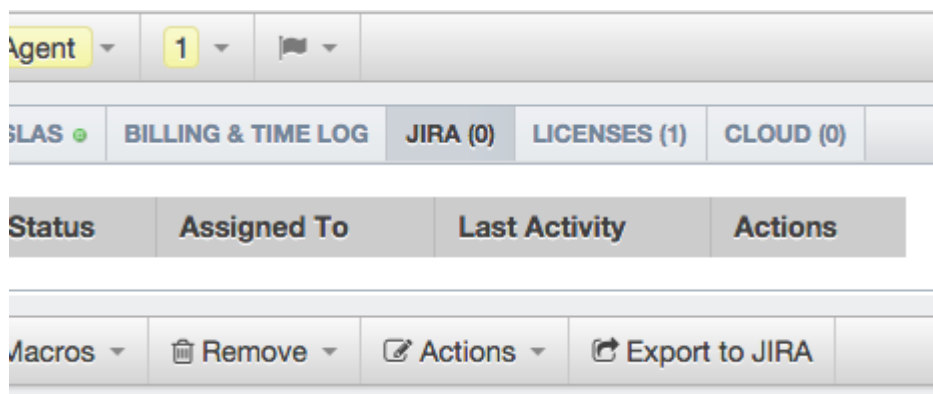 Agent 1
SLAS BILLING & TIME LOG JIRA (0) LICENSES (1) CLOUD (0)
Status Assigned To Last Activity Actions
Macros Remove Actions Export to JIRA